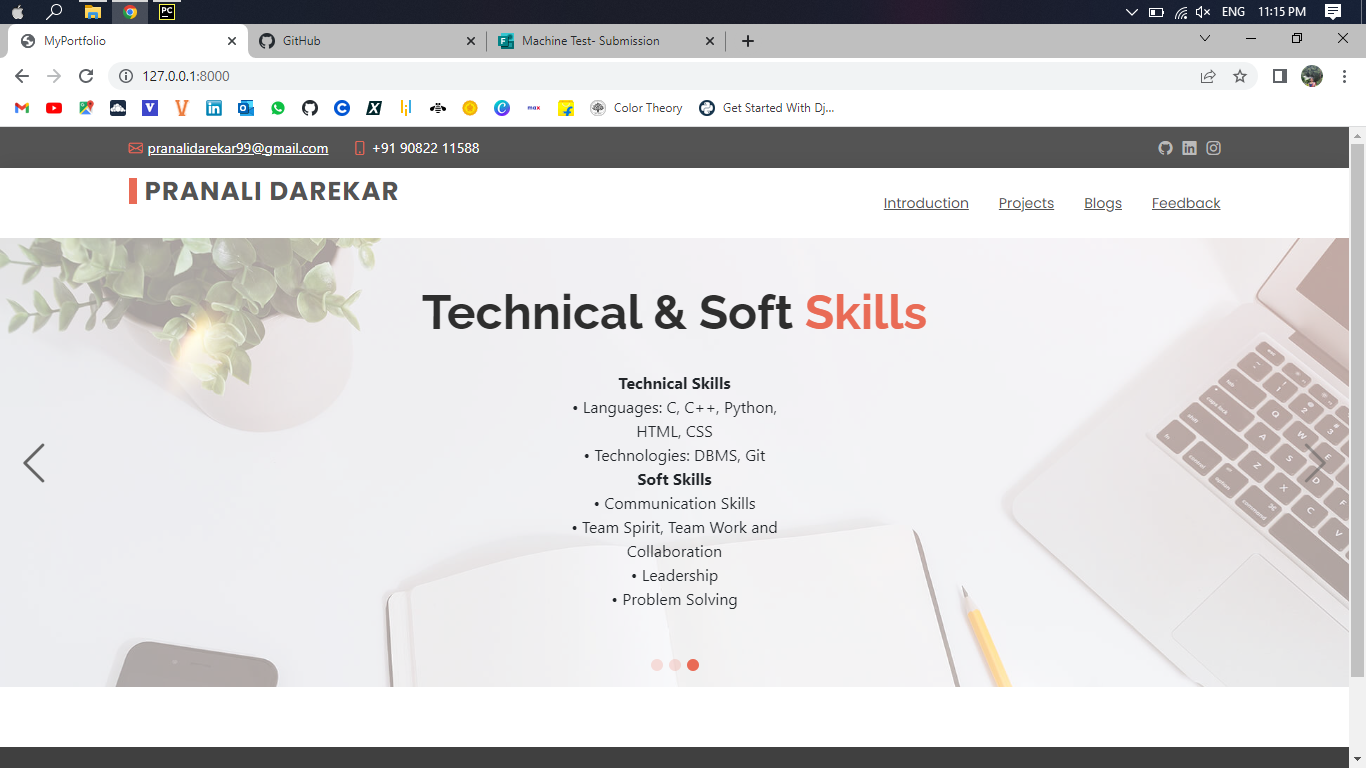 PC
ENG
11:15 PM
MyPortfolio
GitHub
Machine Test- Submission
127.0.0.1:8000
Color Theory
Get Started With Dj...
pranalidarekar99@gmail.com
+91 90822 11588
PRANALI DAREKAR
Introduction
Projects
Blogs
Feedback
Technical & Soft Skills
Technical Skills
• Languages: C, C++, Python,
HTML, CSS
• Technologies: DBMS, Git
Soft Skills
• Communication Skills
• Team Spirit, Team Work and
Collaboration
• Leadership
• Problem Solving